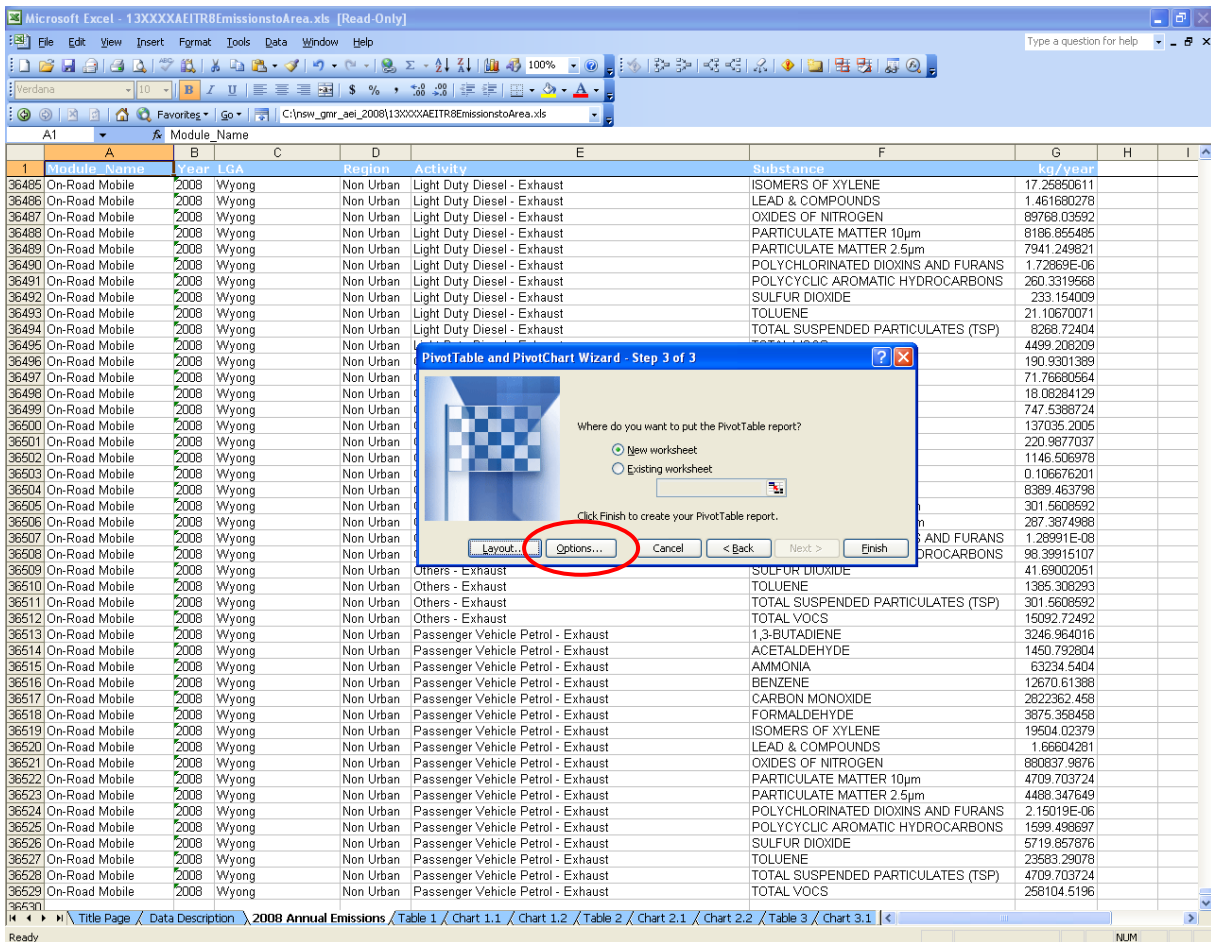 Microsoft Excel - 13XXXXAEITR8EmissionstoArea.xls [Read-Only]
File Edit View Insert Format Tools Data Window Help Type a question for help
100%
Verdana 10 B I U $ % ,
Favorites Go C:\nsw_gmr_aei_2008\13XXXXAEITR8EmissionstoArea.xls
A1 fx Module_Name
A B C D E F G H I
1 Module_Name Year LGA Region Activity Substance kg/year
36485 On-Road Mobile 2008 Wyong Non Urban Light Duty Diesel - Exhaust ISOMERS OF XYLENE 17.25850611
36486 On-Road Mobile 2008 Wyong Non Urban Light Duty Diesel - Exhaust LEAD & COMPOUNDS 1.461680278
36487 On-Road Mobile 2008 Wyong Non Urban Light Duty Diesel - Exhaust OXIDES OF NITROGEN 89768.03592
36488 On-Road Mobile 2008 Wyong Non Urban Light Duty Diesel - Exhaust PARTICULATE MATTER 10µm 8186.855485
36489 On-Road Mobile 2008 Wyong Non Urban Light Duty Diesel - Exhaust PARTICULATE MATTER 2.5µm 7941.249821
36490 On-Road Mobile 2008 Wyong Non Urban Light Duty Diesel - Exhaust POLYCHLORINATED DIOXINS AND FURANS 1.72869E-06
36491 On-Road Mobile 2008 Wyong Non Urban Light Duty Diesel - Exhaust POLYCYCLIC AROMATIC HYDROCARBONS 260.3319568
36492 On-Road Mobile 2008 Wyong Non Urban Light Duty Diesel - Exhaust SULFUR DIOXIDE 233.154009
36493 On-Road Mobile 2008 Wyong Non Urban Light Duty Diesel - Exhaust TOLUENE 21.10670071
36494 On-Road Mobile 2008 Wyong Non Urban Light Duty Diesel - Exhaust TOTAL SUSPENDED PARTICULATES (TSP) 8268.72404
36495 On-Road Mobile 2008 Wyong Non Urban 4499.208209
PivotTable and PivotChart Wizard - Step 3 of 3
36496 On-Road Mobile 2008 Wyong Non Urban 190.9301389
36497 On-Road Mobile 2008 Wyong Non Urban 71.76680564
36498 On-Road Mobile 2008 Wyong Non Urban 18.08284129
36499 On-Road Mobile 2008 Wyong Non Urban 747.5388724
Where do you want to put the PivotTable report?
36500 On-Road Mobile 2008 Wyong Non Urban 137035.2005
New worksheet
36501 On-Road Mobile 2008 Wyong Non Urban 220.9877037
Existing worksheet
36502 On-Road Mobile 2008 Wyong Non Urban 1146.506978
36503 On-Road Mobile 2008 Wyong Non Urban 0.106676201
36504 On-Road Mobile 2008 Wyong Non Urban 8389.463798
36505 On-Road Mobile 2008 Wyong Non Urban 301.5608592
Click Finish to create your PivotTable report.
36506 On-Road Mobile 2008 Wyong Non Urban 287.3874988
36507 On-Road Mobile 2008 Wyong Non Urban AND FURANS 1.28991E-08
Layout... Options... Cancel < Back Next > Finish
36508 On-Road Mobile 2008 Wyong Non Urban DROCARBONS 98.39915107
36509 On-Road Mobile 2008 Wyong Non Urban Others - Exhaust SULFUR DIOXIDE 41.69002051
36510 On-Road Mobile 2008 Wyong Non Urban Others - Exhaust TOLUENE 1385.308293
36511 On-Road Mobile 2008 Wyong Non Urban Others - Exhaust TOTAL SUSPENDED PARTICULATES (TSP) 301.5608592
36512 On-Road Mobile 2008 Wyong Non Urban Others - Exhaust TOTAL VOCS 15092.72492
36513 On-Road Mobile 2008 Wyong Non Urban Passenger Vehicle Petrol - Exhaust 1,3-BUTADIENE 3246.964016
36514 On-Road Mobile 2008 Wyong Non Urban Passenger Vehicle Petrol - Exhaust ACETALDEHYDE 1450.792804
36515 On-Road Mobile 2008 Wyong Non Urban Passenger Vehicle Petrol - Exhaust AMMONIA 63234.5404
36516 On-Road Mobile 2008 Wyong Non Urban Passenger Vehicle Petrol - Exhaust BENZENE 12670.61388
36517 On-Road Mobile 2008 Wyong Non Urban Passenger Vehicle Petrol - Exhaust CARBON MONOXIDE 2822362.458
36518 On-Road Mobile 2008 Wyong Non Urban Passenger Vehicle Petrol - Exhaust FORMALDEHYDE 3875.358458
36519 On-Road Mobile 2008 Wyong Non Urban Passenger Vehicle Petrol - Exhaust ISOMERS OF XYLENE 19504.02379
36520 On-Road Mobile 2008 Wyong Non Urban Passenger Vehicle Petrol - Exhaust LEAD & COMPOUNDS 1.66604281
36521 On-Road Mobile 2008 Wyong Non Urban Passenger Vehicle Petrol - Exhaust OXIDES OF NITROGEN 880837.9876
36522 On-Road Mobile 2008 Wyong Non Urban Passenger Vehicle Petrol - Exhaust PARTICULATE MATTER 10µm 4709.703724
36523 On-Road Mobile 2008 Wyong Non Urban Passenger Vehicle Petrol - Exhaust PARTICULATE MATTER 2.5µm 4488.347649
36524 On-Road Mobile 2008 Wyong Non Urban Passenger Vehicle Petrol - Exhaust POLYCHLORINATED DIOXINS AND FURANS 2.15019E-06
36525 On-Road Mobile 2008 Wyong Non Urban Passenger Vehicle Petrol - Exhaust POLYCYCLIC AROMATIC HYDROCARBONS 1599.498697
36526 On-Road Mobile 2008 Wyong Non Urban Passenger Vehicle Petrol - Exhaust SULFUR DIOXIDE 5719.857876
36527 On-Road Mobile 2008 Wyong Non Urban Passenger Vehicle Petrol - Exhaust TOLUENE 23583.29078
36528 On-Road Mobile 2008 Wyong Non Urban Passenger Vehicle Petrol - Exhaust TOTAL SUSPENDED PARTICULATES (TSP) 4709.703724
36529 On-Road Mobile 2008 Wyong Non Urban Passenger Vehicle Petrol - Exhaust TOTAL VOCS 258104.5196
36530
Title Page Data Description 2008 Annual Emissions Table 1 Chart 1.1 Chart 1.2 Table 2 Chart 2.1 Chart 2.2 Table 3 Chart 3.1
Ready NUM